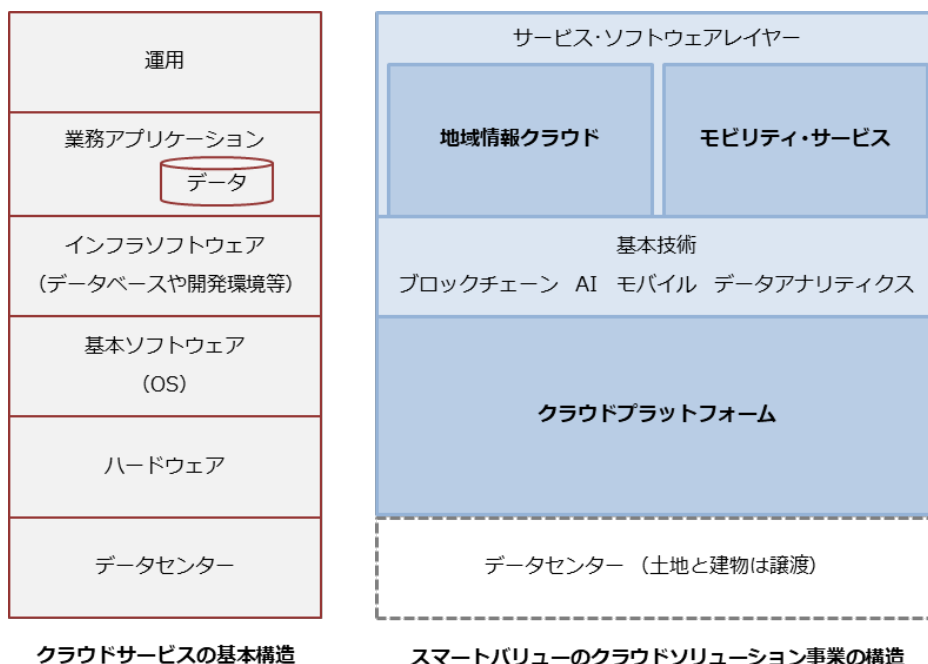 運用
業務アプリケーション
データ
インフラソフトウェア
（データベースや開発環境等）
基本ソフトウェア
（OS）
ハードウェア
データセンター
クラウドサービスの基本構造
サービス・ソフトウェアレイヤー
地域情報クラウド
モビリティ・サービス
基本技術
ブロックチェーン AI モバイル データアナリティクス
クラウドプラットフォーム
データセンター （土地と建物は譲渡）
スマートバリューのクラウドソリューション事業の構造